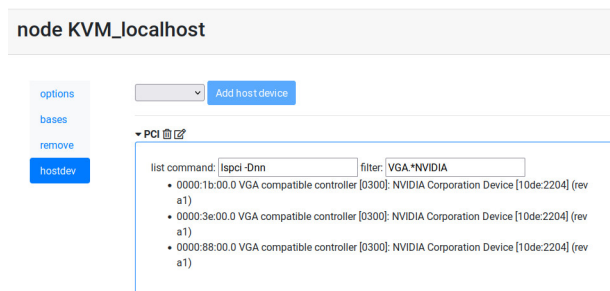 node KVM_localhost
options
bases
remove
hostdev
Add host device
PCI
list command: lspci -Dnn filter: VGA.*NVIDIA
• 0000:1b:00.0 VGA compatible controller [0300]: NVIDIA Corporation Device [10de:2204] (rev
a1)
• 0000:3e:00.0 VGA compatible controller [0300]: NVIDIA Corporation Device [10de:2204] (rev
a1)
• 0000:88:00.0 VGA compatible controller [0300]: NVIDIA Corporation Device [10de:2204] (rev
a1)